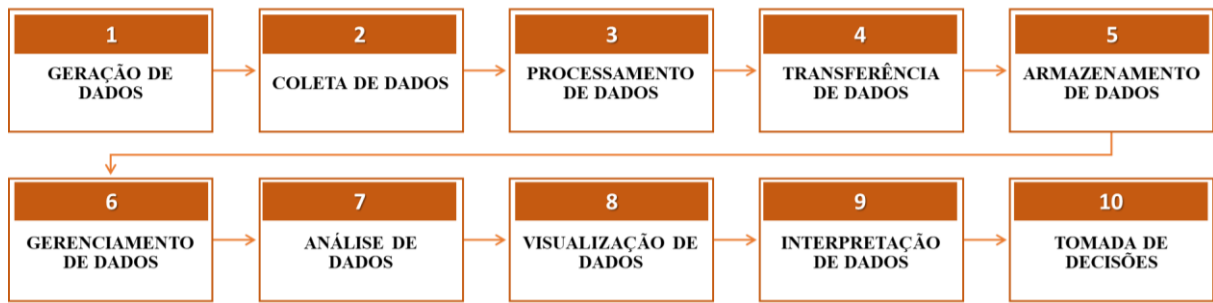 1
GERAÇÃO DE
DADOS
2
COLETA DE DADOS
3
PROCESSAMENTO
DE DADOS
4
TRANSFERÊNCIA
DE DADOS
5
ARMAZENAMENTO
DE DADOS
6
GERENCIAMENTO
DE DADOS
7
ANÁLISE DE
DADOS
8
VISUALIZAÇÃO DE
DADOS
9
INTERPRETAÇÃO
DE DADOS
10
TOMADA DE
DECISÕES